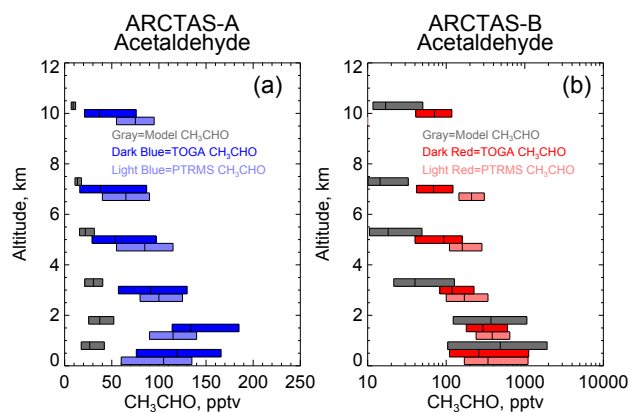 ARCTAS-A
Acetaldehyde
12
10
8
6
4
2
0
Altitude, km
(a)
Gray=Model CH₃CHO
Dark Blue=TOGA CH₃CHO
Light Blue=PTRMS CH₃CHO
0 50 100 150 200 250
CH₃CHO, pptv
ARCTAS-B
Acetaldehyde
12
10
8
6
4
2
0
Altitude, km
(b)
Gray=Model CH₃CHO
Dark Red=TOGA CH₃CHO
Light Red=PTRMS CH₃CHO
10 100 1000 10000
CH₃CHO, pptv